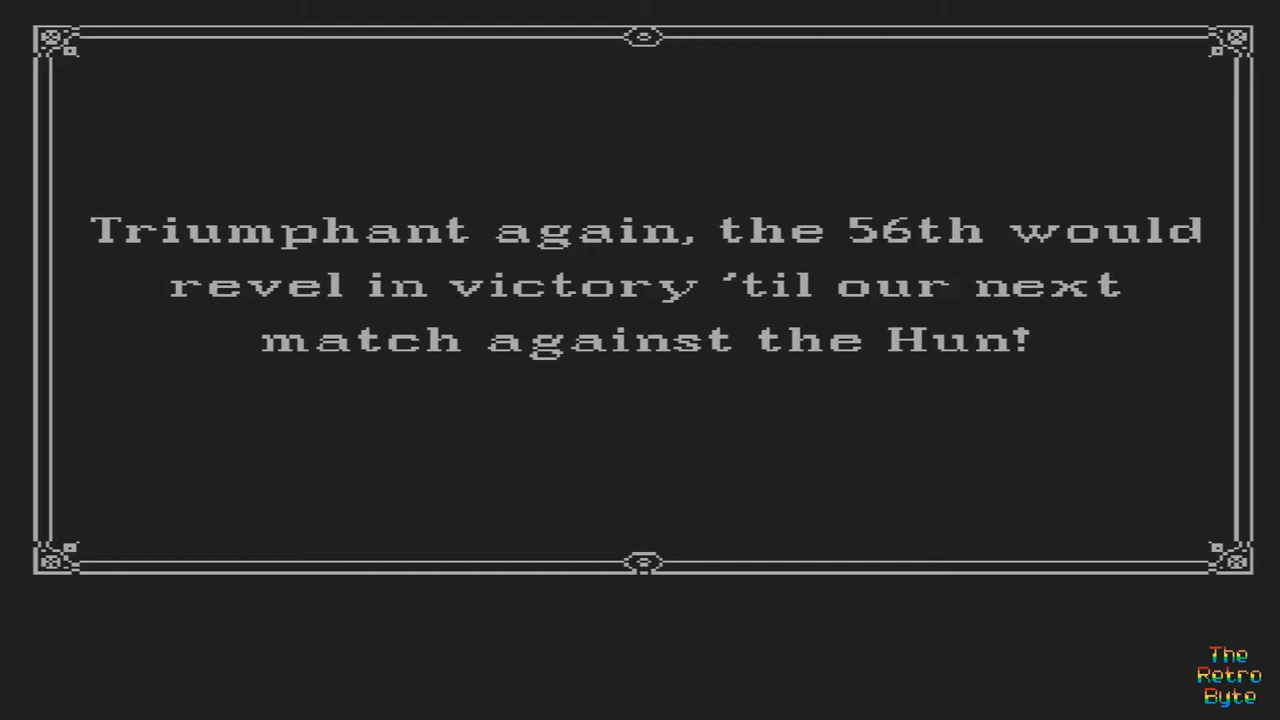 Triumphant again, the 56th would
revel in victory 'til our next
match against the Hun!
The
Retro
Byte